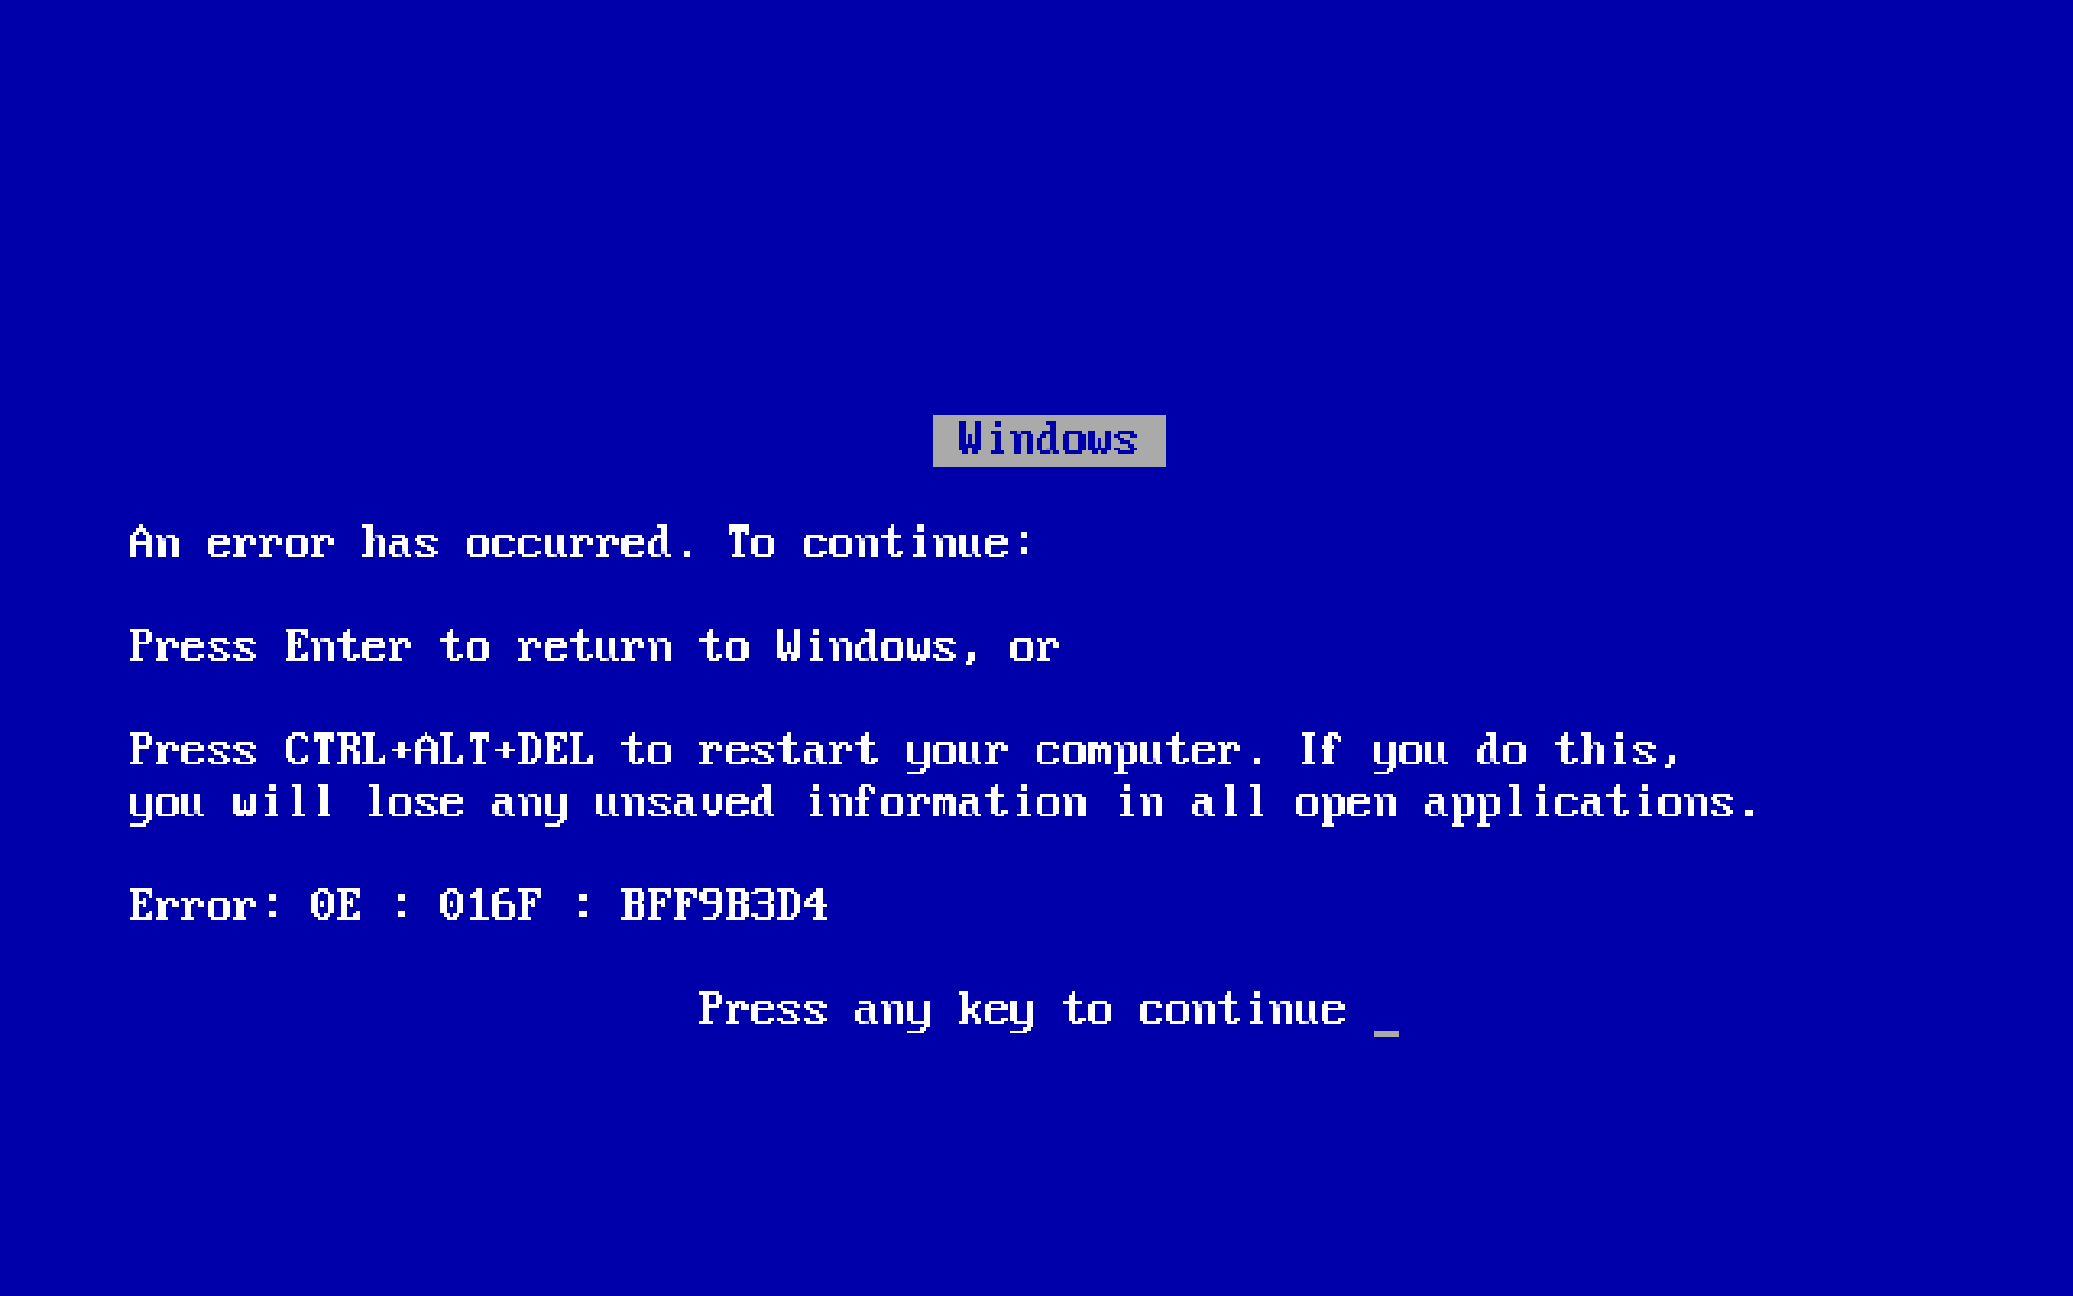 Windows
An error has occurred. To continue:
Press Enter to return to Windows, or
Press CTRL+ALT+DEL to restart your computer. If you do this,
you will lose any unsaved information in all open applications.
Error: 0E : 016F : BFF9B3D4
Press any key to continue _